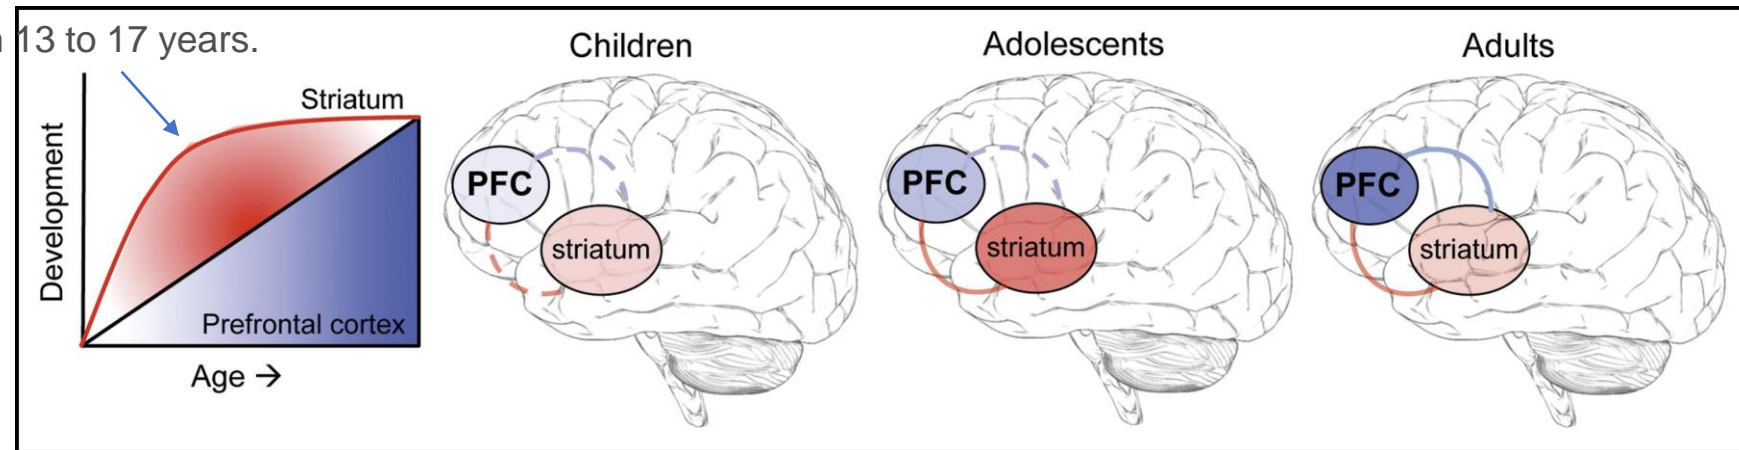 13 to 17 years.
Children
Adolescents
Adults
Striatum
Development
Prefrontal cortex
Age →
PFC
striatum
PFC
striatum
PFC
striatum